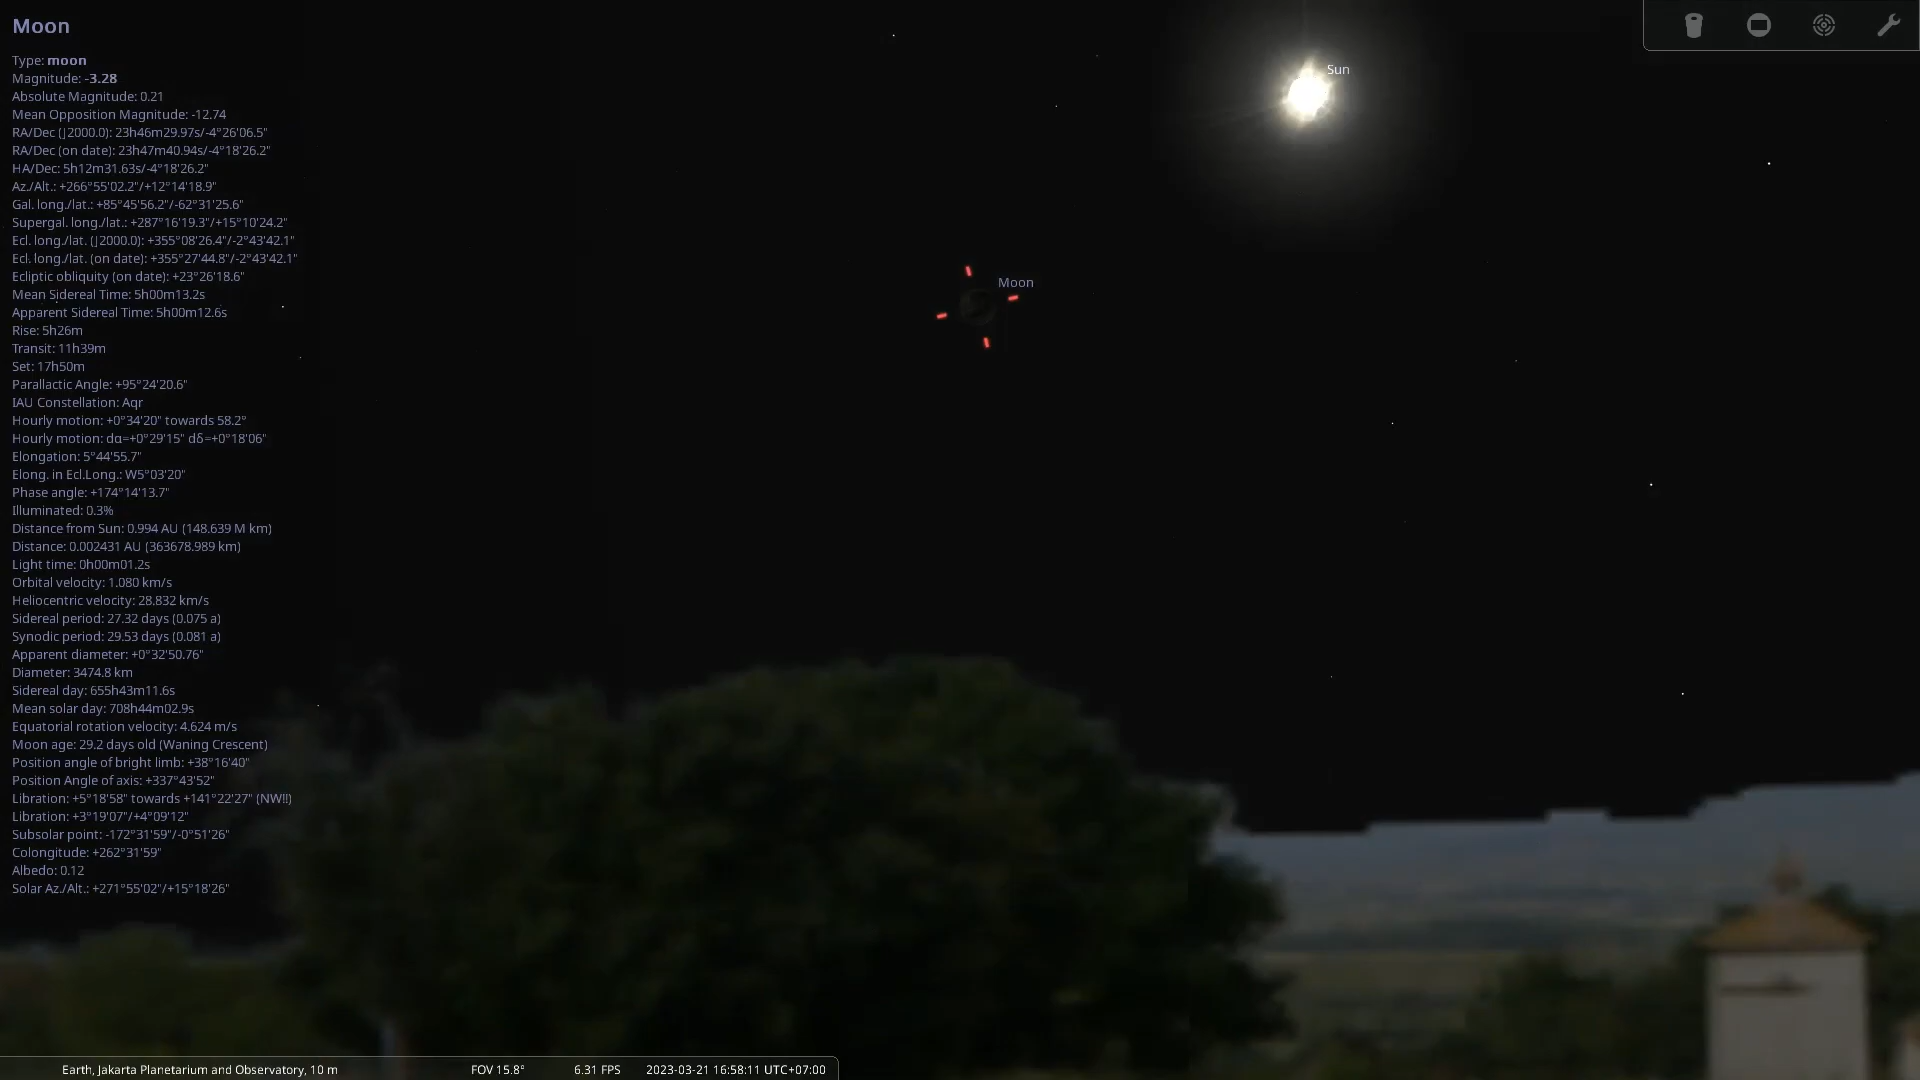 Moon
Type: moon
Magnitude: -3.28
Absolute Magnitude: 0.21
Mean Opposition Magnitude: -12.74
RA/Dec (J2000.0): 23h46m29.97s/-4°26'06.5"
RA/Dec (on date): 23h47m40.94s/-4°18'26.2"
HA/Dec: 5h12m31.63s/-4°18'26.2"
Az./Alt.: +266°55'02.2"/+12°14'18.9"
Gal. long./lat.: +85°45'56.2"/-62°31'25.6"
Supergal. long./lat.: +287°16'19.3"/+15°10'24.2"
Ecl. long./lat. (J2000.0): +355°08'26.4"/-2°43'42.1"
Ecl. long./lat. (on date): +355°27'44.8"/-2°43'42.1"
Ecliptic obliquity (on date): +23°26'18.6"
Mean Sidereal Time: 5h00m13.2s
Apparent Sidereal Time: 5h00m12.6s
Rise: 5h26m
Transit: 11h39m
Set: 17h50m
Parallactic Angle: +95°24'20.6"
IAU Constellation: Aqr
Hourly motion: +0°34'20" towards 58.2°
Hourly motion: dα=+0°29'15" dδ=+0°18'06"
Elongation: 5°44'55.7"
Elong. in Ecl.Long.: W5°03'20"
Phase angle: +174°14'13.7"
Illuminated: 0.3%
Distance from Sun: 0.994 AU (148.639 M km)
Distance: 0.002431 AU (363678.989 km)
Light time: 0h00m01.2s
Orbital velocity: 1.080 km/s
Heliocentric velocity: 28.832 km/s
Sidereal period: 27.32 days (0.075 a)
Synodic period: 29.53 days (0.081 a)
Apparent diameter: +0°32'50.76"
Diameter: 3474.8 km
Sidereal day: 655h43m11.6s
Mean solar day: 708h44m02.9s
Equatorial rotation velocity: 4.624 m/s
Moon age: 29.2 days old (Waning Crescent)
Position angle of bright limb: +38°16'40"
Position Angle of axis: +337°43'52"
Libration: +5°18'58" towards +141°22'27" (NW!!)
Libration: +3°19'07"/+4°09'12"
Subsolar point: -172°31'59"/-0°51'26"
Colongitude: +262°31'59"
Albedo: 0.12
Solar Az./Alt.: +271°55'02"/+15°18'26"
Sun
Moon
Earth, Jakarta Planetarium and Observatory, 10 m
FOV 15.8°
6.31 FPS
2023-03-21 16:58:11 UTC+07:00